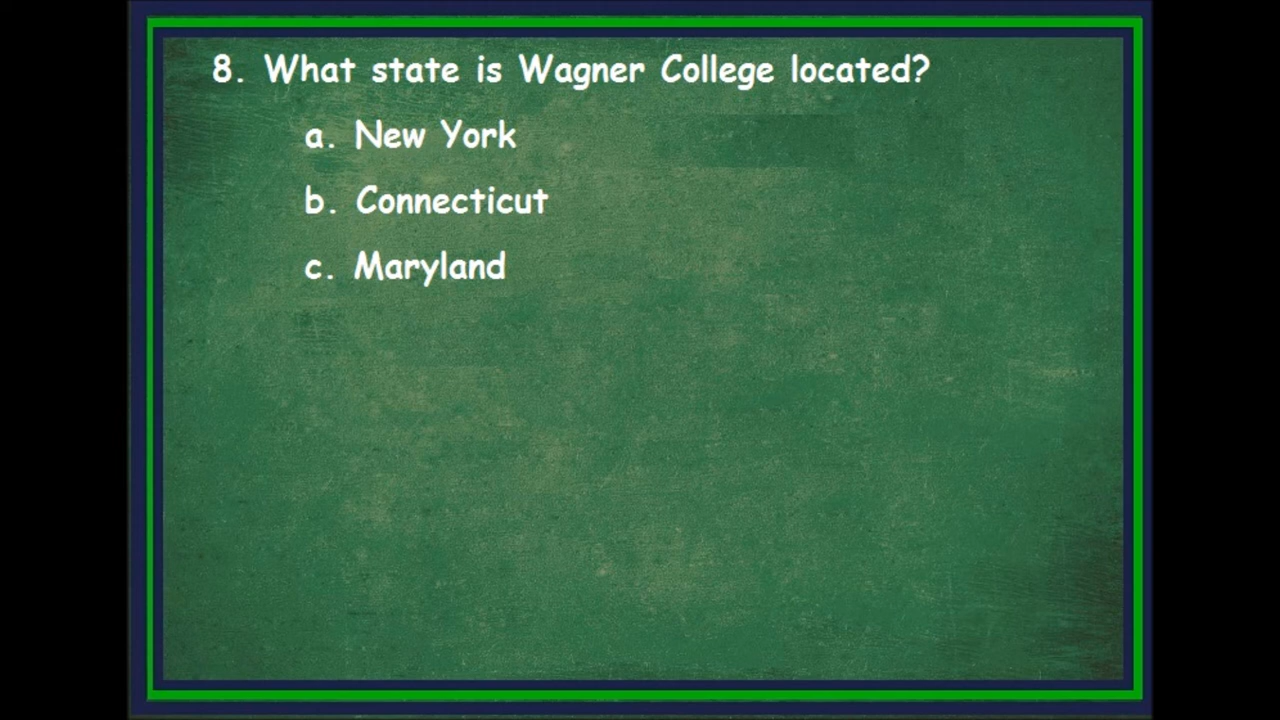 8. What state is Wagner College located?
a. New York
b. Connecticut
c. Maryland